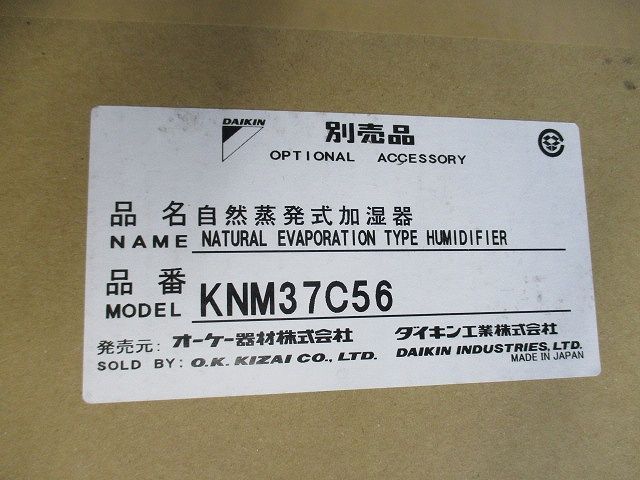 DAIKIN
別売品
OPTIONAL ACCESSORY
品名 自然蒸発式加湿器
NAME NATURAL EVAPORATION TYPE HUMIDIFIER
品番
MODEL KNM37C56
発売元: オーケー器材株式会社 ダイキン工業株式会社
SOLD BY: O.K. KIZAI CO., LTD. DAIKIN INDUSTRIES, LTD.
MADE IN JAPAN